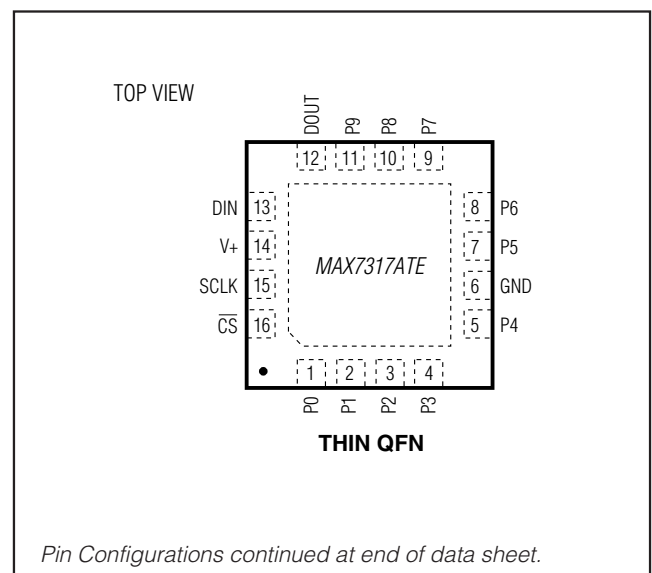 TOP VIEW
DOUT
P9
P8
P7
12 11 10 9
DIN 13
V+ 14
SCLK 15
C̅S̅ 16
MAX7317ATE
8 P6
7 P5
6 GND
5 P4
1 2 3 4
P0
P1
P2
P3
THIN QFN
Pin Configurations continued at end of data sheet.